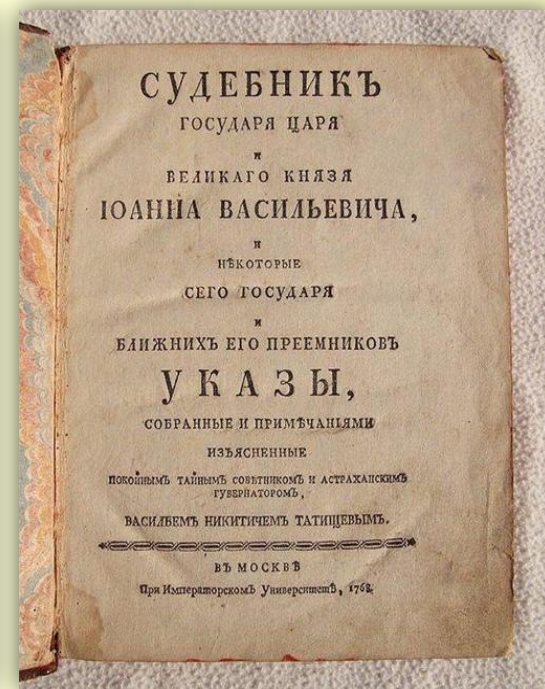 СУДЕБНИКЪ
ГОСУДАРЯ ЦАРЯ
И
ВЕЛИКАГО КНЯЗЯ
ІОАННА ВАСИЛЬЕВИЧА,
И
НѢКОТОРЫЕ
СЕГО ГОСУДАРЯ
И
БЛИЖНИХЪ ЕГО ПРЕЕМНИКОВЪ
УКАЗЫ,
СОБРАННЫЕ И ПРИМѢЧАНІЯМИ
ИЗЪЯСНЕННЫЕ
ПОКОЙНЫМЪ ТАЙНЫМЪ СОВѢТНИКОМЪ И АСТРАХАНСКИМЪ
ГУБЕРНАТОРОМЪ,
ВАСИЛЬЕМЪ НИКИТИЧЕМЪ ТАТИЩЕВЫМЪ.
ВЪ МОСКВѢ
При Императорскомъ Университетѣ, 1768,